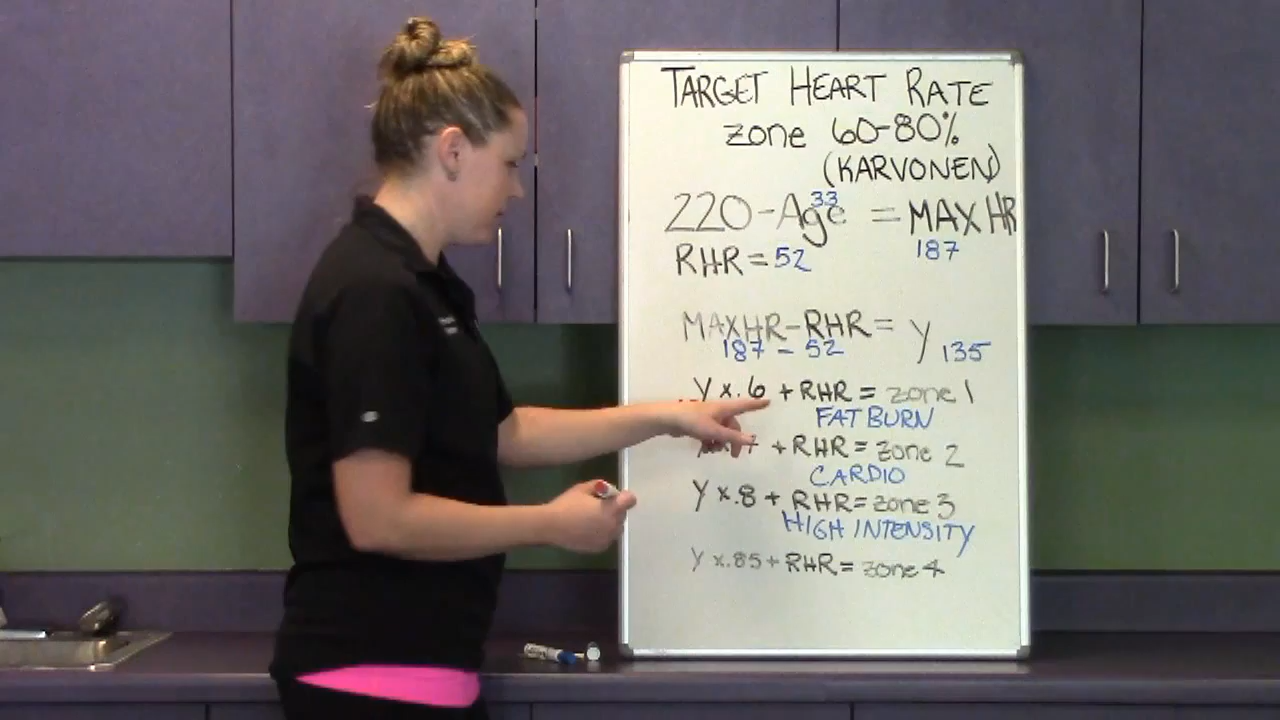 TARGET HEART RATE
zone 60-80%
(KARVONEN)
33
220-Age = MAX HR
187
RHR = 52
MAXHR-RHR = y
187 - 52 135
y x .6 + RHR = zone 1
FAT BURN
+ RHR = zone 2
CARDIO
y x .8 + RHR = zone 3
HIGH INTENSITY
y x .85 + RHR = zone 4